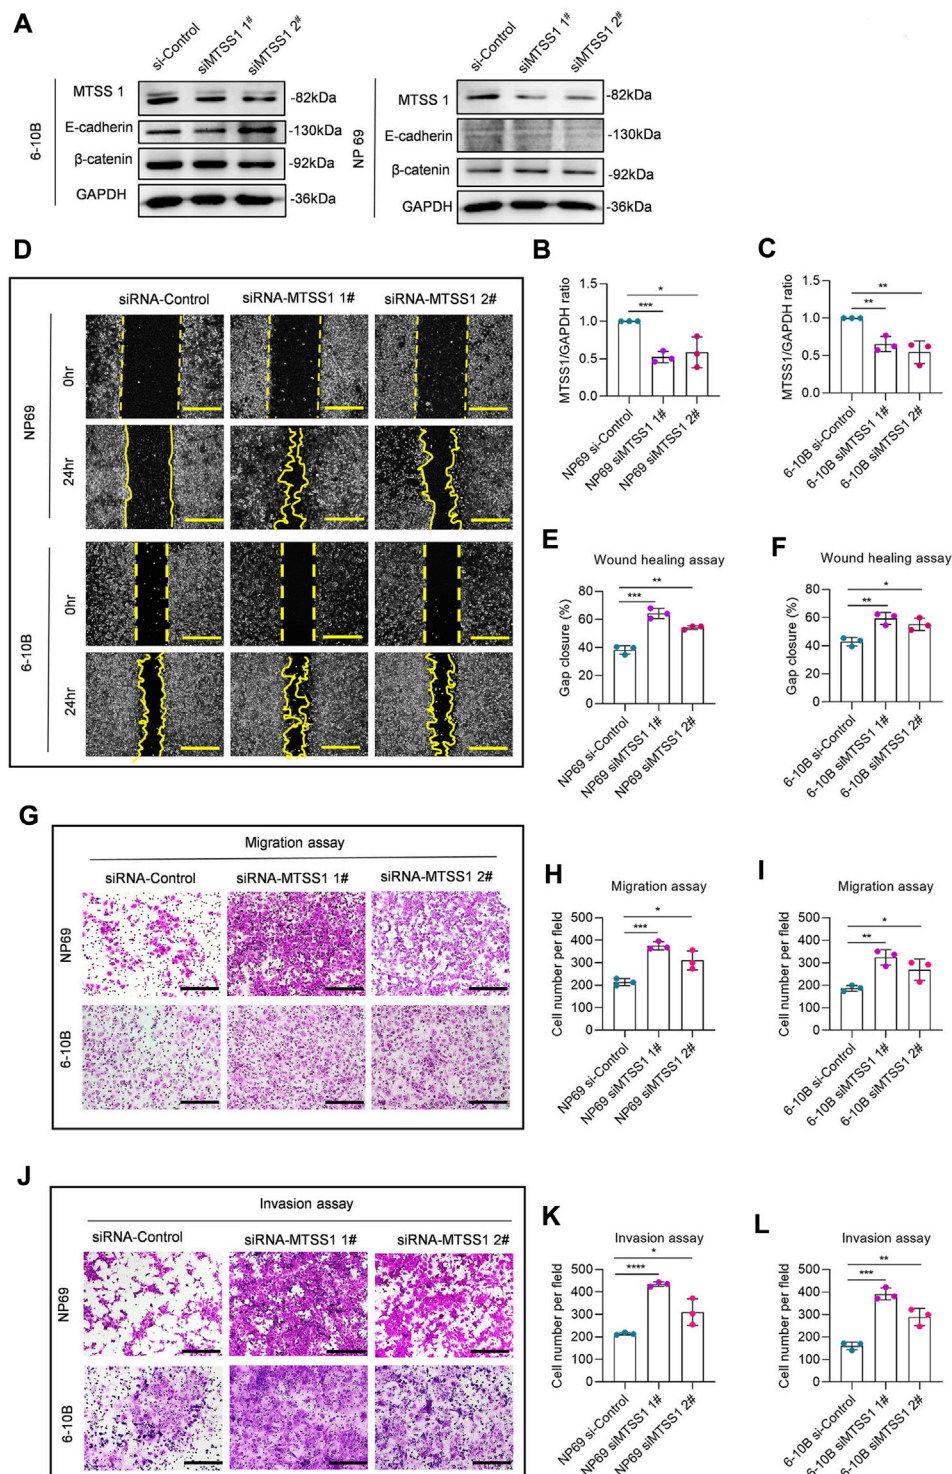 A
si-Control
siMTSS1 1#
siMTSS1 2#
6-10B
MTSS 1
-82kDa
E-cadherin
-130kDa
β-catenin
-92kDa
GAPDH
-36kDa
si-Control
siMTSS1 1#
siMTSS1 2#
NP 69
MTSS 1
-82kDa
E-cadherin
-130kDa
β-catenin
-92kDa
GAPDH
-36kDa
D
siRNA-Control
siRNA-MTSS1 1#
siRNA-MTSS1 2#
NP69
0hr
24hr
6-10B
0hr
24hr
B
MTSS1/GAPDH ratio
1.5
1.0
0.5
0.0
*
***
NP69 si-Control
NP69 siMTSS1 1#
NP69 siMTSS1 2#
C
MTSS1/GAPDH ratio
1.5
1.0
0.5
0.0
**
**
6-10B si-Control
6-10B siMTSS1 1#
6-10B siMTSS1 2#
E
Wound healing assay
Gap closure (%)
80
60
40
20
0
**
***
NP69 si-Control
NP69 siMTSS1 1#
NP69 siMTSS1 2#
F
Wound healing assay
Gap closure (%)
80
60
40
20
0
*
**
6-10B si-Control
6-10B siMTSS1 1#
6-10B siMTSS1 2#
G
Migration assay
siRNA-Control
siRNA-MTSS1 1#
siRNA-MTSS1 2#
NP69
6-10B
H
Migration assay
Cell number per field
500
400
300
200
100
0
*
***
NP69 si-Control
NP69 siMTSS1 1#
NP69 siMTSS1 2#
I
Migration assay
Cell number per field
500
400
300
200
100
0
*
**
6-10B si-Control
6-10B siMTSS1 1#
6-10B siMTSS1 2#
J
Invasion assay
siRNA-Control
siRNA-MTSS1 1#
siRNA-MTSS1 2#
NP69
6-10B
K
Invasion assay
Cell number per field
500
400
300
200
100
0
*
****
NP69 si-Control
NP69 siMTSS1 1#
NP69 siMTSS1 2#
L
Invasion assay
Cell number per field
500
400
300
200
100
0
**
***
6-10B si-Control
6-10B siMTSS1 1#
6-10B siMTSS1 2#